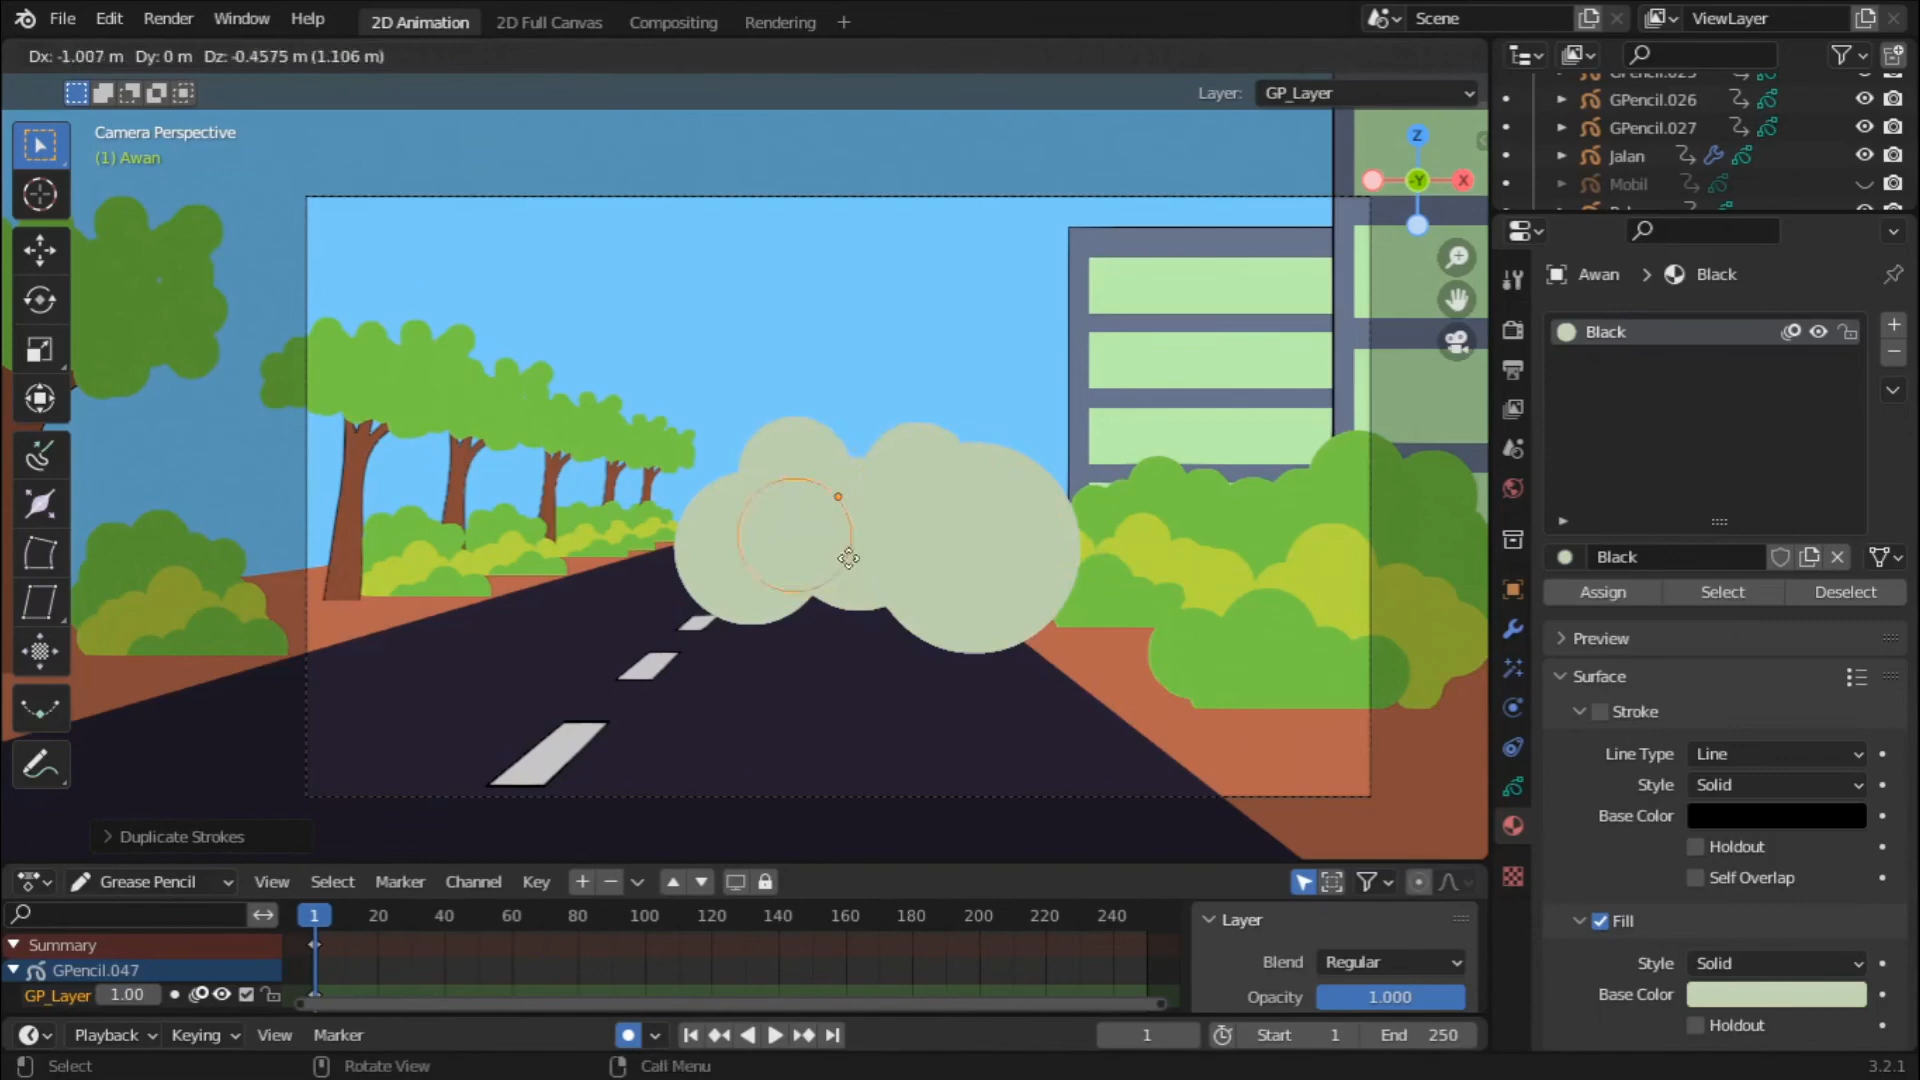 File Edit Render Window Help 2D Animation 2D Full Canvas Compositing Rendering + Scene ViewLayer
Dx: -1.007 m Dy: 0 m Dz: -0.4575 m (1.106 m)
Layer: GP_Layer
Camera Perspective
(1) Awan
Z
-Y X
GPencil.026
GPencil.027
Jalan
Mobil
Awan > Black
Black
Black
Assign Select Deselect
Preview
Surface
Stroke
Line Type Line
Style Solid
Base Color
Holdout
Self Overlap
Fill
Style Solid
Base Color
Holdout
Duplicate Strokes
Grease Pencil View Select Marker Channel Key
1 20 40 60 80 100 120 140 160 180 200 220 240
Summary
GPencil.047
GP_Layer 1.00
Layer
Blend Regular
Opacity 1.000
Playback Keying View Marker 1 Start 1 End 250
Select Rotate View Call Menu 3.2.1